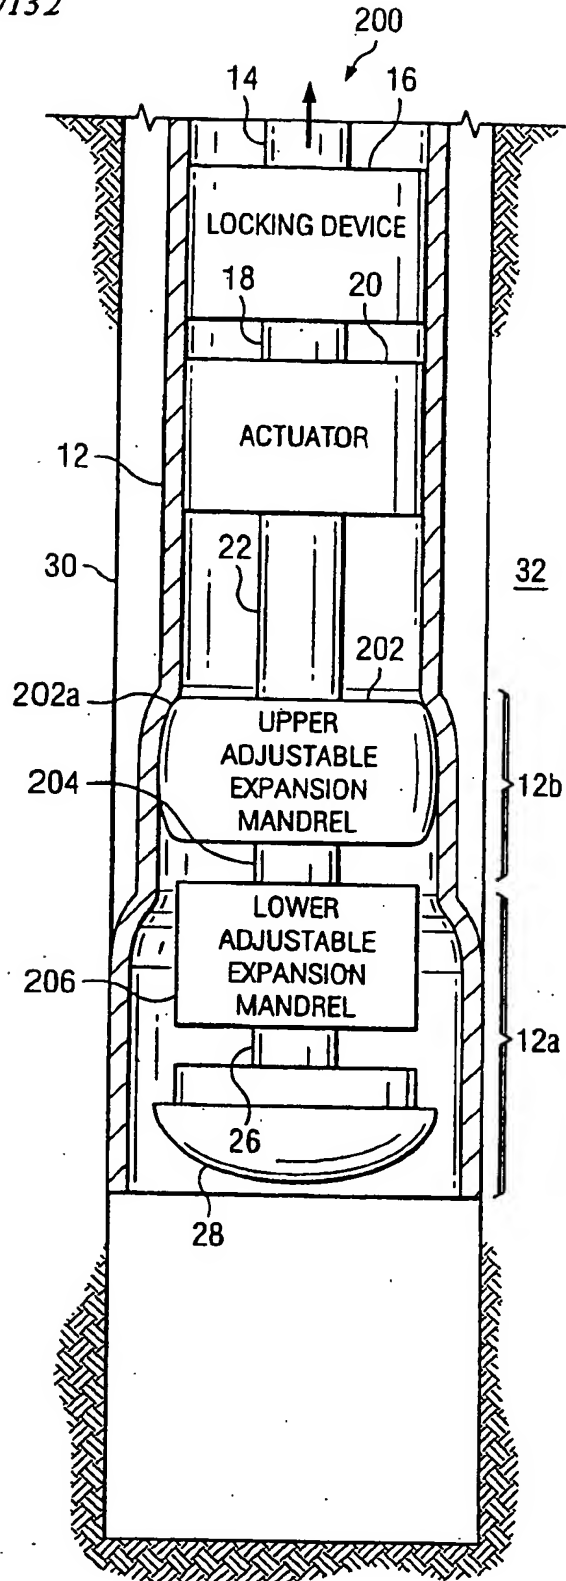 200
14
16
LOCKING DEVICE
18
20
ACTUATOR
12
30
22
32
202
202a
UPPER
ADJUSTABLE
EXPANSION
MANDREL
12b
204
LOWER
ADJUSTABLE
EXPANSION
MANDREL
206
12a
26
28